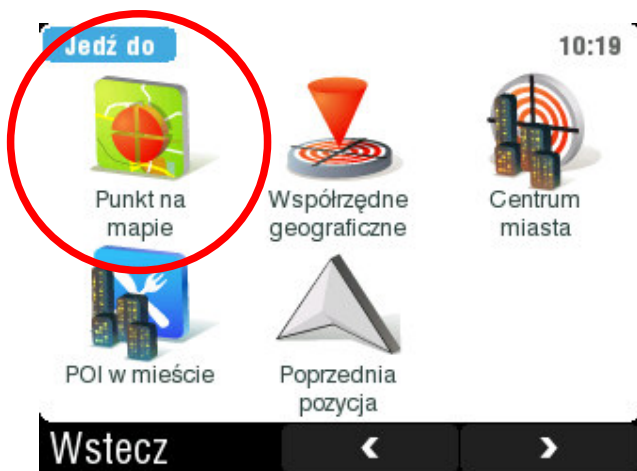 Jedź do
10:19
Punkt na
mapie
Współrzędne
geograficzne
Centrum
miasta
POI w mieście
Poprzednia
pozycja
Wstecz